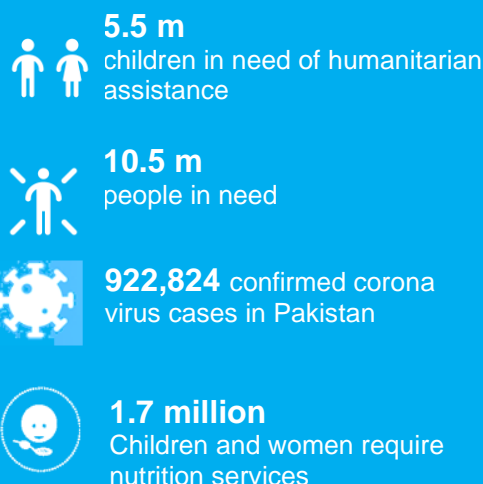 5.5 m
children in need of humanitarian
assistance
10.5 m
people in need
922,824 confirmed corona
virus cases in Pakistan
1.7 million
Children and women require
nutrition services